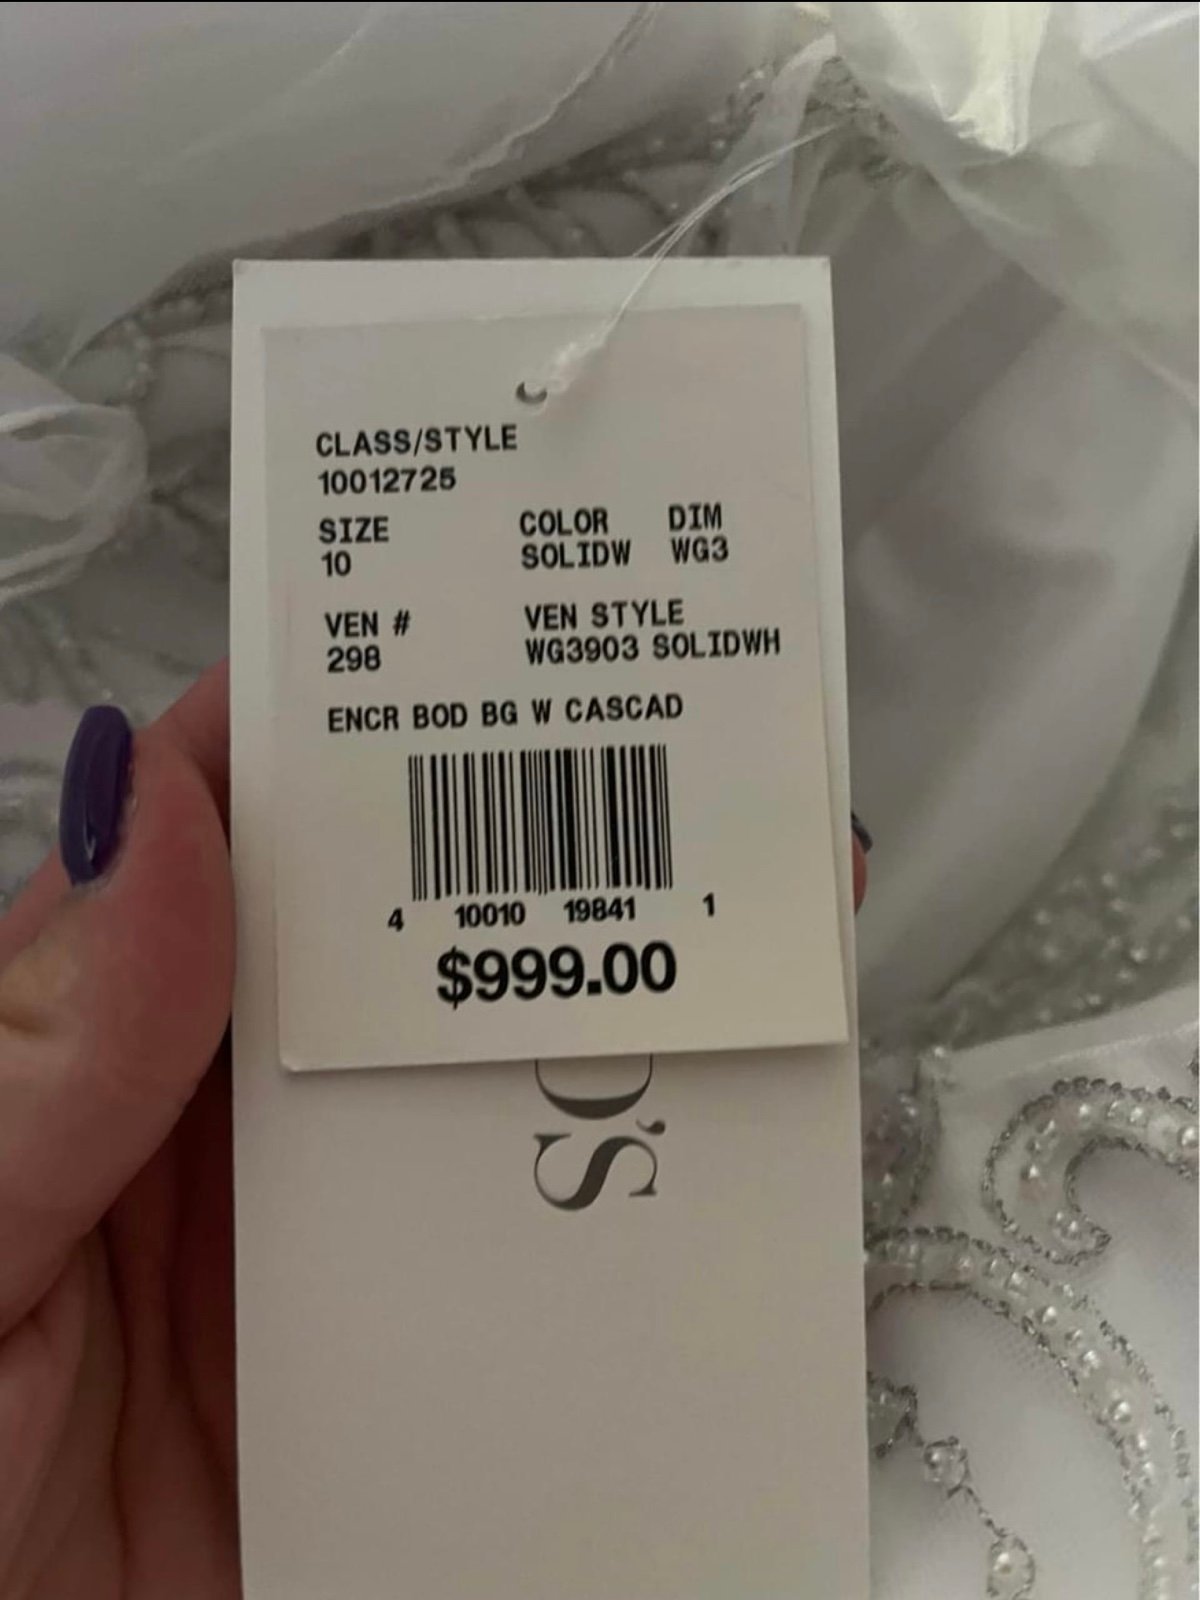 CLASS/STYLE
10012725
SIZE COLOR DIM
10 SOLIDW WG3
VEN # VEN STYLE
298 WG3903 SOLIDWH
ENCR BOD BG W CASCAD
4 10010 19841 1
$999.00
D'S